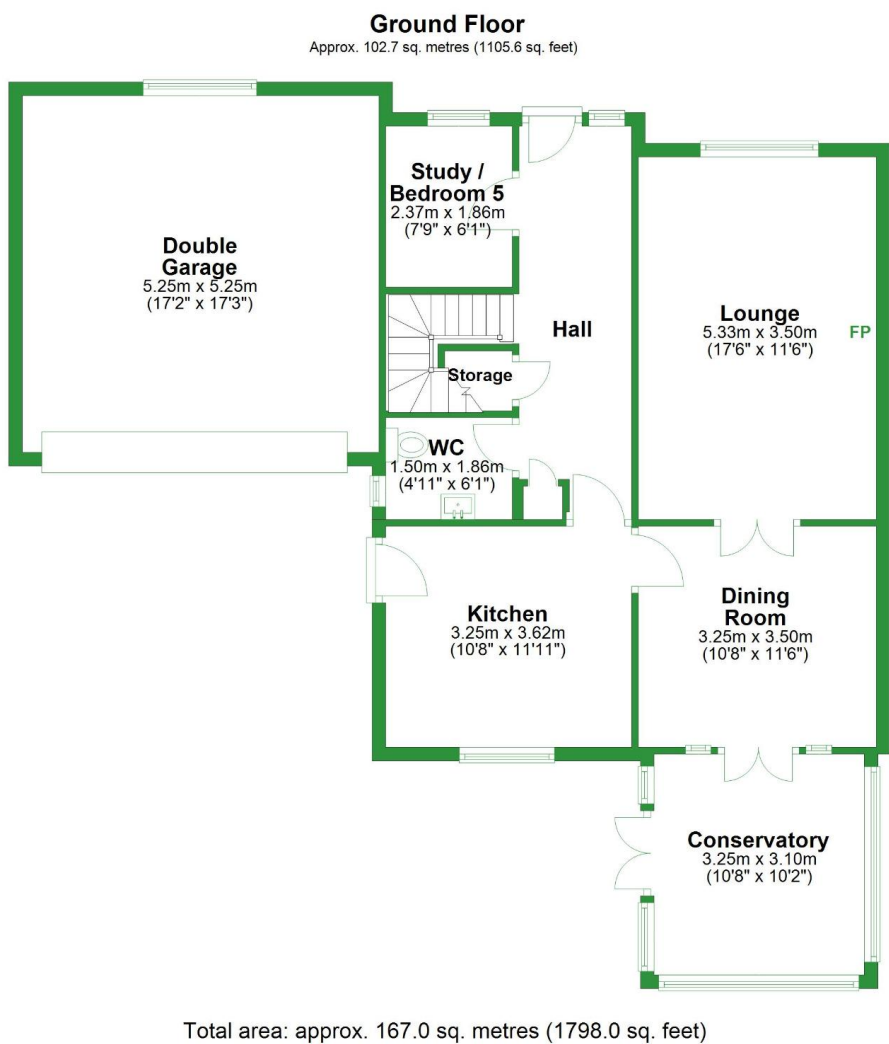 Ground Floor
Approx. 102.7 sq. metres (1105.6 sq. feet)
Study /
Bedroom 5
2.37m x 1.86m
(7'9" x 6'1")
Double
Garage
5.25m x 5.25m
(17'2" x 17'3")
Hall
Lounge
5.33m x 3.50m
(17'6" x 11'6")
FP
Storage
WC
1.50m x 1.86m
(4'11" x 6'1")
Kitchen
3.25m x 3.62m
(10'8" x 11'11")
Dining
Room
3.25m x 3.50m
(10'8" x 11'6")
Conservatory
3.25m x 3.10m
(10'8" x 10'2")
Total area: approx. 167.0 sq. metres (1798.0 sq. feet)